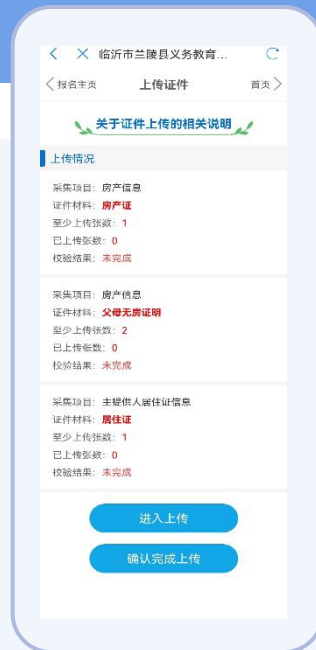 临沂市兰陵县义务教育...
报名主页 上传证件 首页
关于证件上传的相关说明
上传情况
采集项目：房产信息
证件材料：房产证
至少上传张数：1
已上传张数：0
校验结果：未完成
采集项目：房产信息
证件材料：父母无房证明
至少上传张数：2
已上传张数：0
校验结果：未完成
采集项目：主提供人居住证信息
证件材料：居住证
至少上传张数：1
已上传张数：0
校验结果：未完成
进入上传
确认完成上传